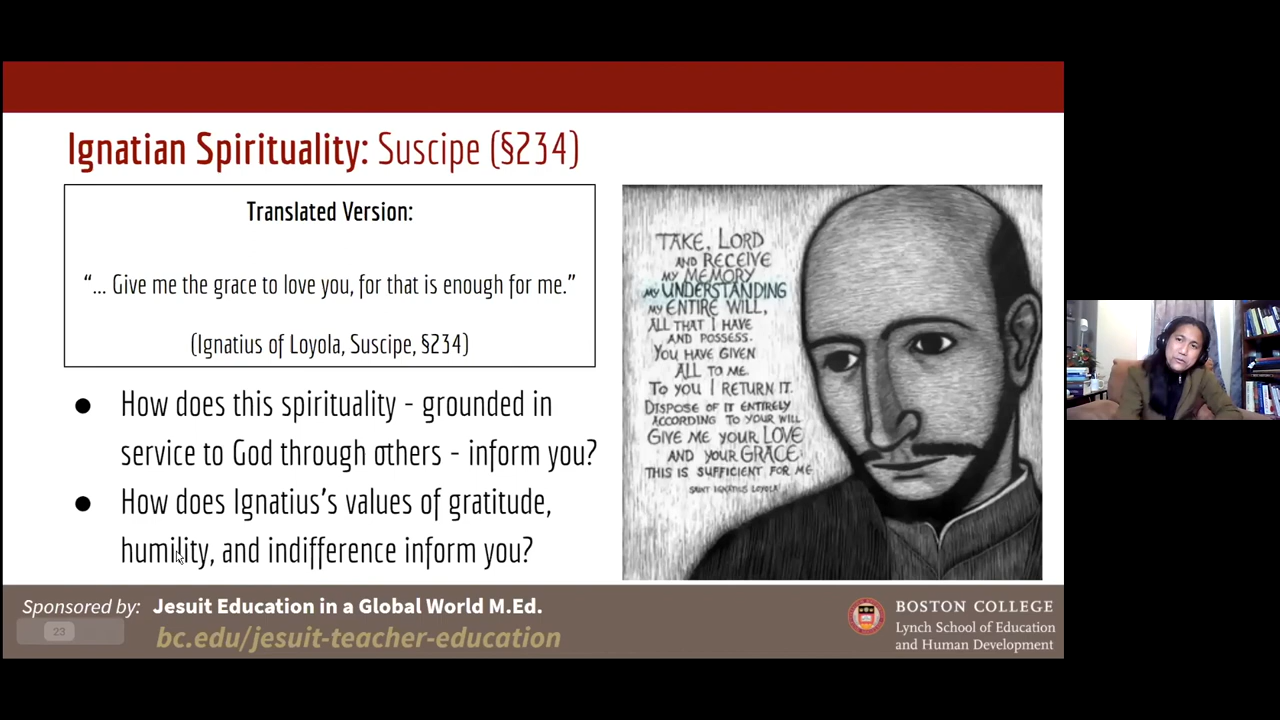 Ignatian Spirituality: Suscipe (§234)
Translated Version:
“... Give me the grace to love you, for that is enough for me.”
(Ignatius of Loyola, Suscipe, §234)
● How does this spirituality - grounded in
service to God through others - inform you?
● How does Ignatius’s values of gratitude,
humility, and indifference inform you?
TAKE, LORD
AND RECEIVE
MY MEMORY
MY UNDERSTANDING
MY ENTIRE WILL,
ALL THAT I HAVE
AND POSSESS.
YOU HAVE GIVEN
ALL TO ME.
TO YOU I RETURN IT.
DISPOSE OF IT ENTIRELY
ACCORDING TO YOUR WILL
GIVE ME YOUR LOVE
AND YOUR GRACE
THIS IS SUFFICIENT FOR ME
SAINT IGNATIUS LOYOLA
Sponsored by: Jesuit Education in a Global World M.Ed.
23
bc.edu/jesuit-teacher-education
BOSTON COLLEGE
Lynch School of Education
and Human Development